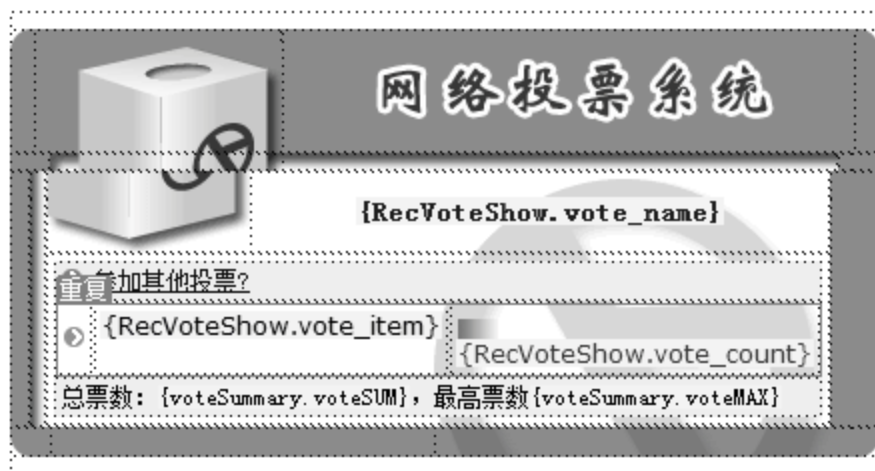 网络投票系统
{RecVoteShow.vote_name}
参加其他投票?
重复
{RecVoteShow.vote_item}
{RecVoteShow.vote_count}
总票数：{voteSummary.voteSUM}，最高票数{voteSummary.voteMAX}